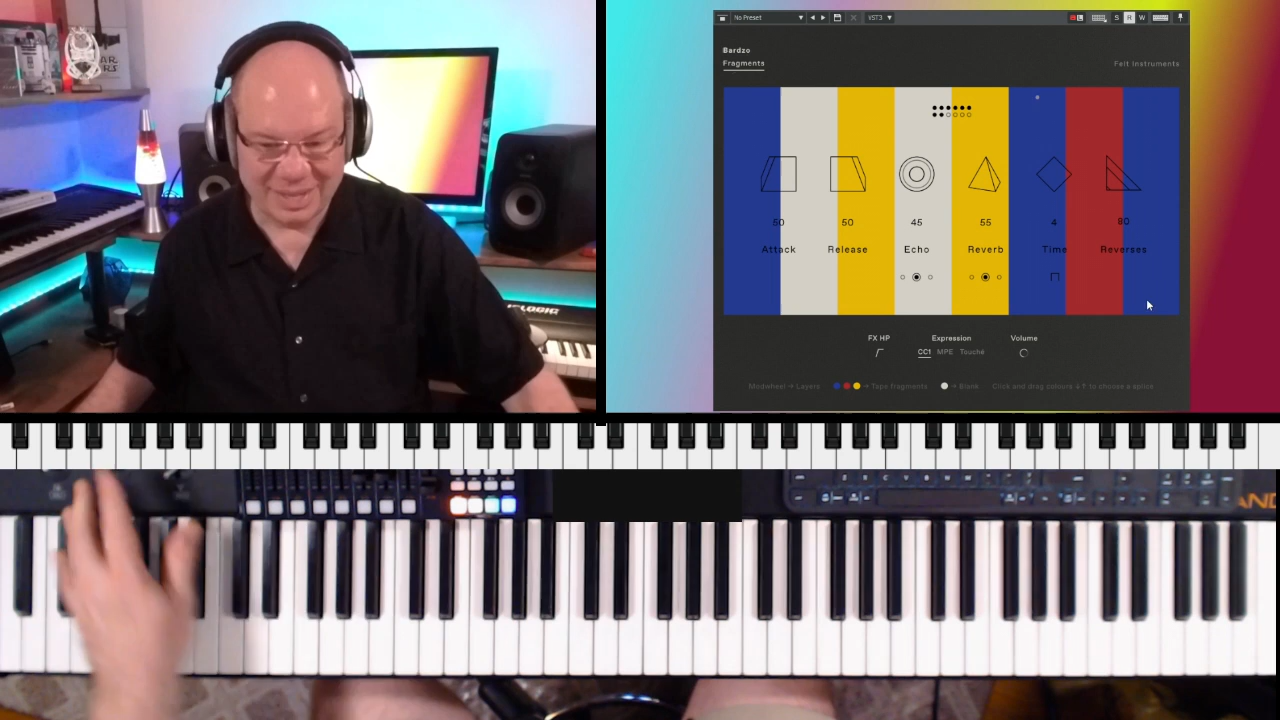 No Preset
VST3
S R W
Bardzo
Fragments
Felt Instruments
50 50 45 55 4 80
Attack Release Echo Reverb Time Reverses
FX HP Expression Volume
CC1 MPE Touché
Modwheel → Layers → Tape Fragments → Blank Click and drag colours ↓↑ to choose a splice